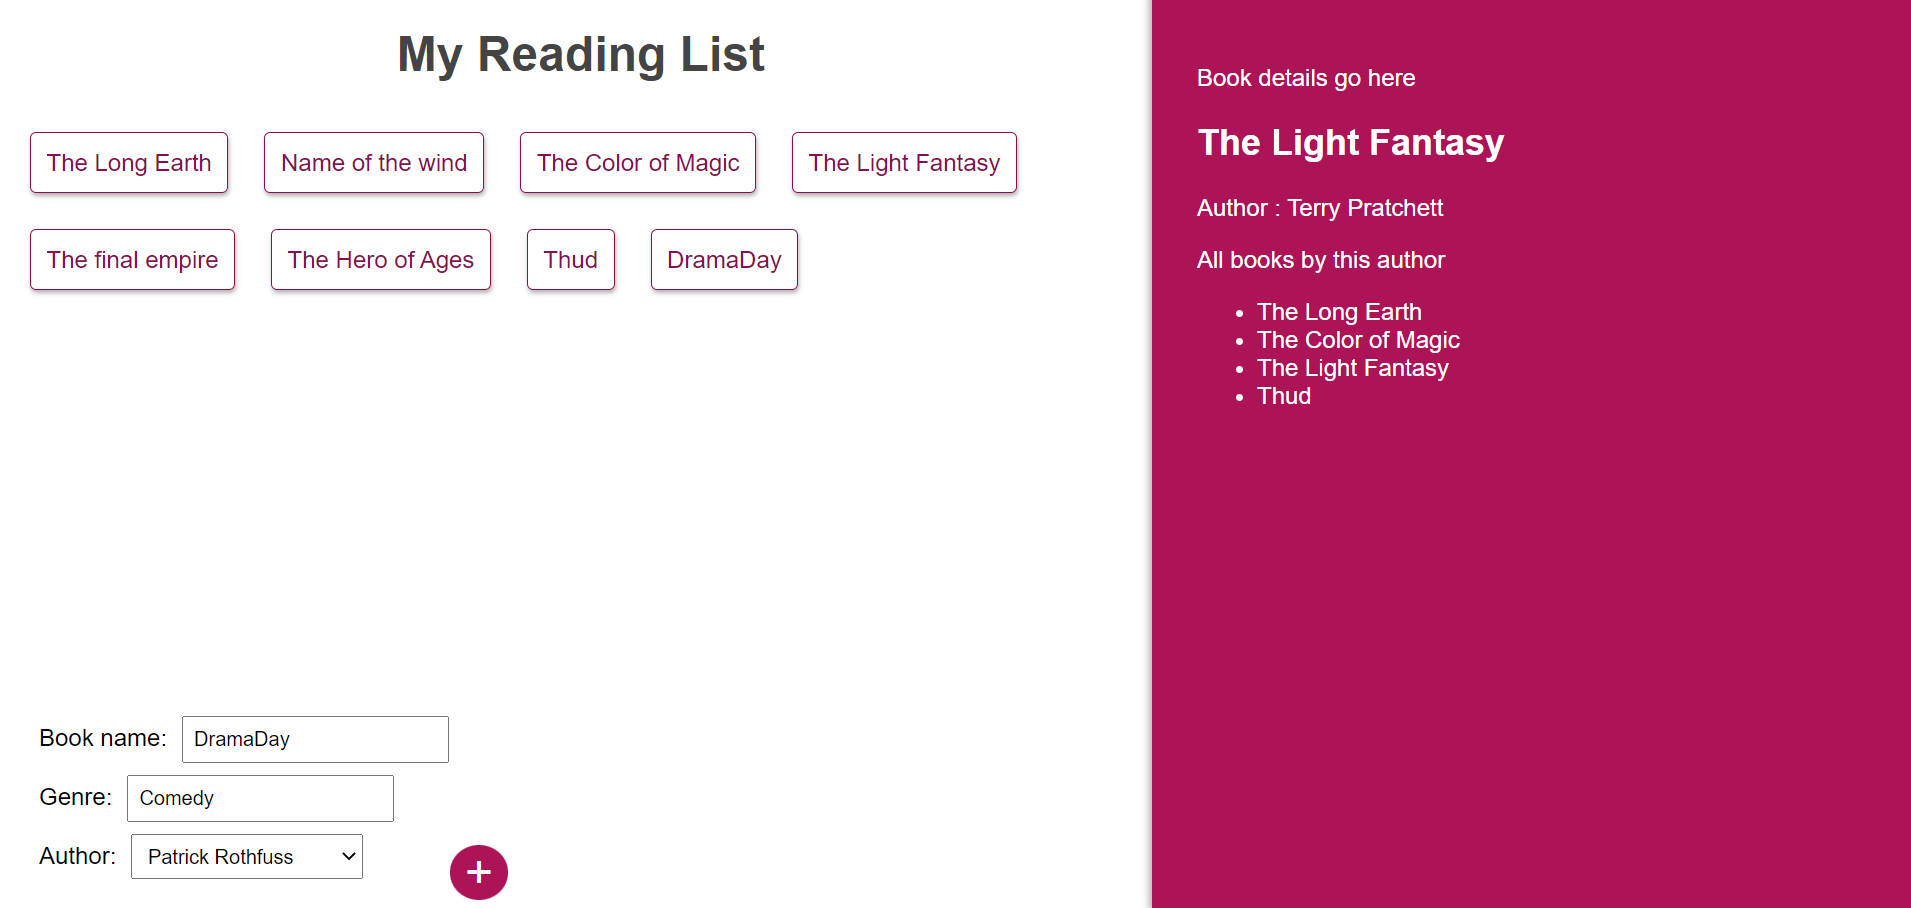 My Reading List
The Long Earth
Name of the wind
The Color of Magic
The Light Fantasy
The final empire
The Hero of Ages
Thud
DramaDay
Book name: DramaDay
Genre: Comedy
Author: Patrick Rothfuss
+
Book details go here
The Light Fantasy
Author : Terry Pratchett
All books by this author
• The Long Earth
• The Color of Magic
• The Light Fantasy
• Thud